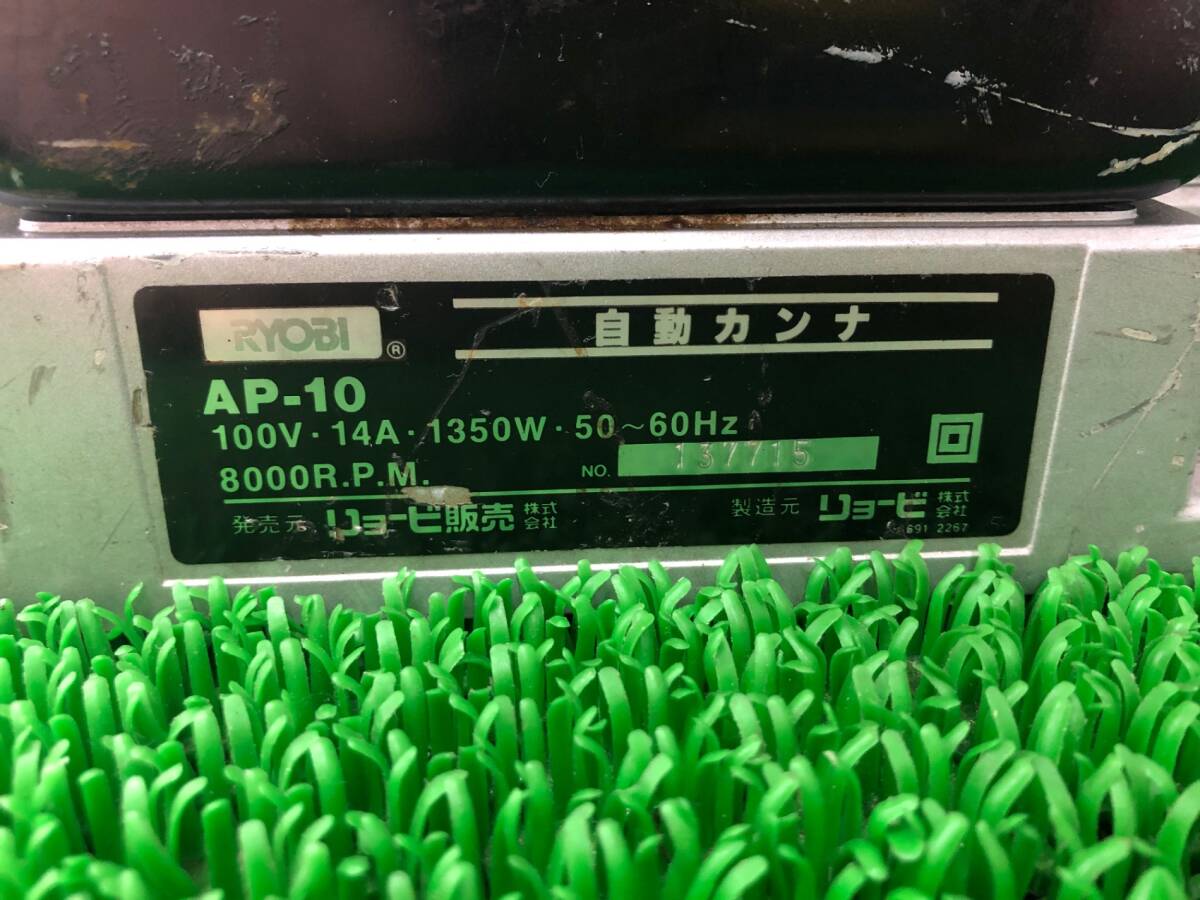 RYOBI ®
自動カンナ
AP-10
100V・14A・1350W・50～60Hz
8000R.P.M.
NO. 137715
発売元 リョービ販売 株式会社
製造元 リョービ 株式会社
691 2267